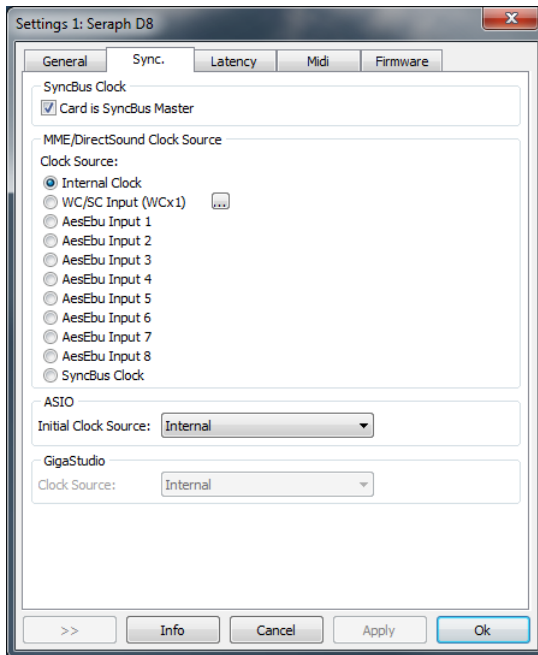 Settings 1: Seraph D8
General Sync. Latency Midi Firmware
SyncBus Clock
Card is SyncBus Master
MME/DirectSound Clock Source
Clock Source:
Internal Clock
WC/SC Input (WCx1) ...
AesEbu Input 1
AesEbu Input 2
AesEbu Input 3
AesEbu Input 4
AesEbu Input 5
AesEbu Input 6
AesEbu Input 7
AesEbu Input 8
SyncBus Clock
ASIO
Initial Clock Source: Internal
GigaStudio
Clock Source: Internal
>> Info Cancel Apply Ok